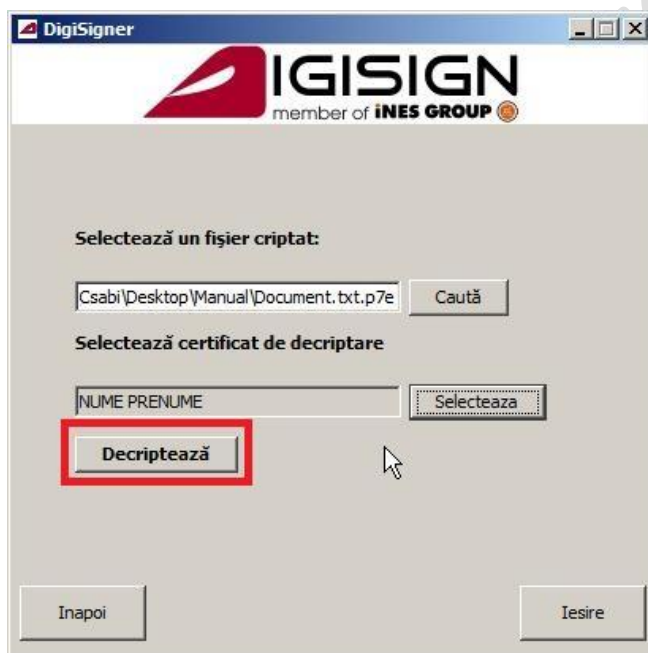 DigiSigner
DIGISIGN
member of iNES GROUP
Selectează un fişier criptat:
Csabi\Desktop\Manual\Document.txt.p7e
Caută
Selectează certificat de decriptare
NUME PRENUME
Selecteaza
Decriptează
Inapoi
Iesire